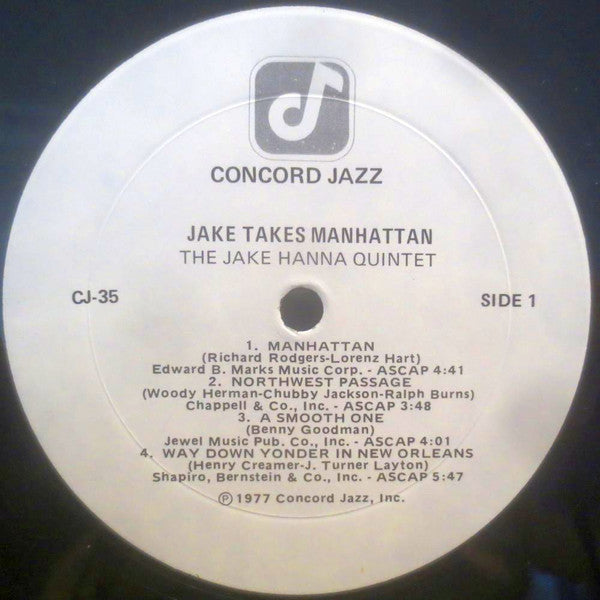 CONCORD JAZZ
JAKE TAKES MANHATTAN
THE JAKE HANNA QUINTET
CJ-35
SIDE 1
1. MANHATTAN
(Richard Rodgers-Lorenz Hart)
Edward B. Marks Music Corp. - ASCAP 4:41
2. NORTHWEST PASSAGE
(Woody Herman-Chubby Jackson-Ralph Burns)
Chappell & Co., Inc. - ASCAP 3:48
3. A SMOOTH ONE
(Benny Goodman)
Jewel Music Pub. Co., Inc. - ASCAP 4:01
4. WAY DOWN YONDER IN NEW ORLEANS
(Henry Creamer-J. Turner Layton)
Shapiro, Bernstein & Co., Inc. - ASCAP 5:47
℗ 1977 Concord Jazz, Inc.